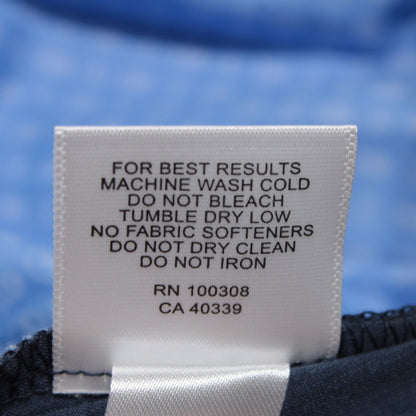 FOR BEST RESULTS
MACHINE WASH COLD
DO NOT BLEACH
TUMBLE DRY LOW
NO FABRIC SOFTENERS
DO NOT DRY CLEAN
DO NOT IRON
RN 100308
CA 40339